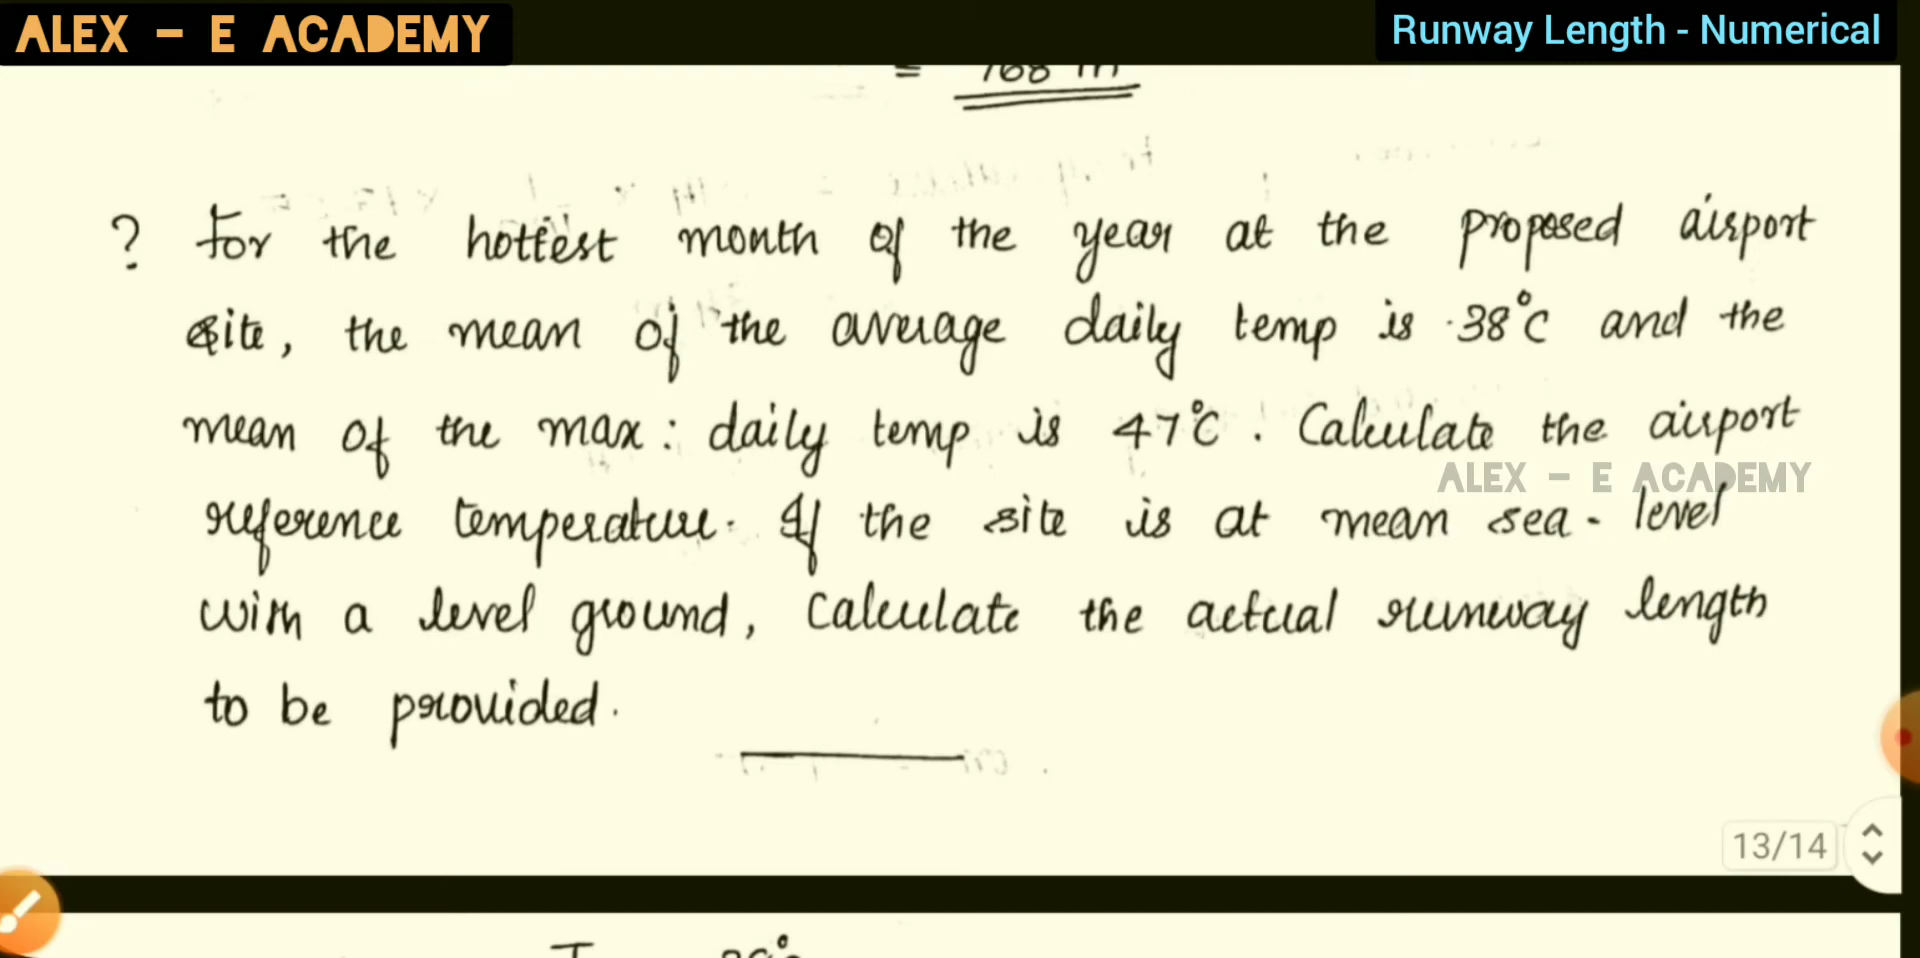 ALEX - E ACADEMY
Runway Length - Numerical
= 768 m
? For the hottest month of the year at the proposed airport
site, the mean of the average daily temp is 38°C and the
mean of the max: daily temp is 47°C. Calculate the airport
ALEX - E ACADEMY
reference temperature. If the site is at mean sea-level
with a level ground, Calculate the actual runway length
to be provided.
13/14